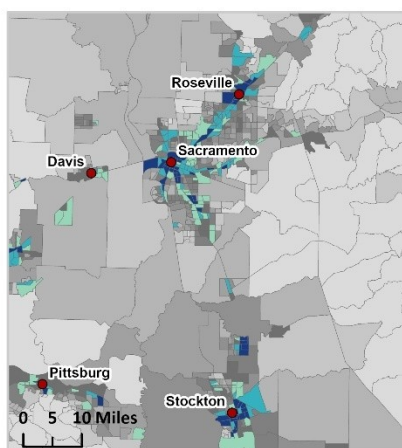 Roseville
Sacramento
Davis
Pittsburg
Stockton
0 5 10 Miles